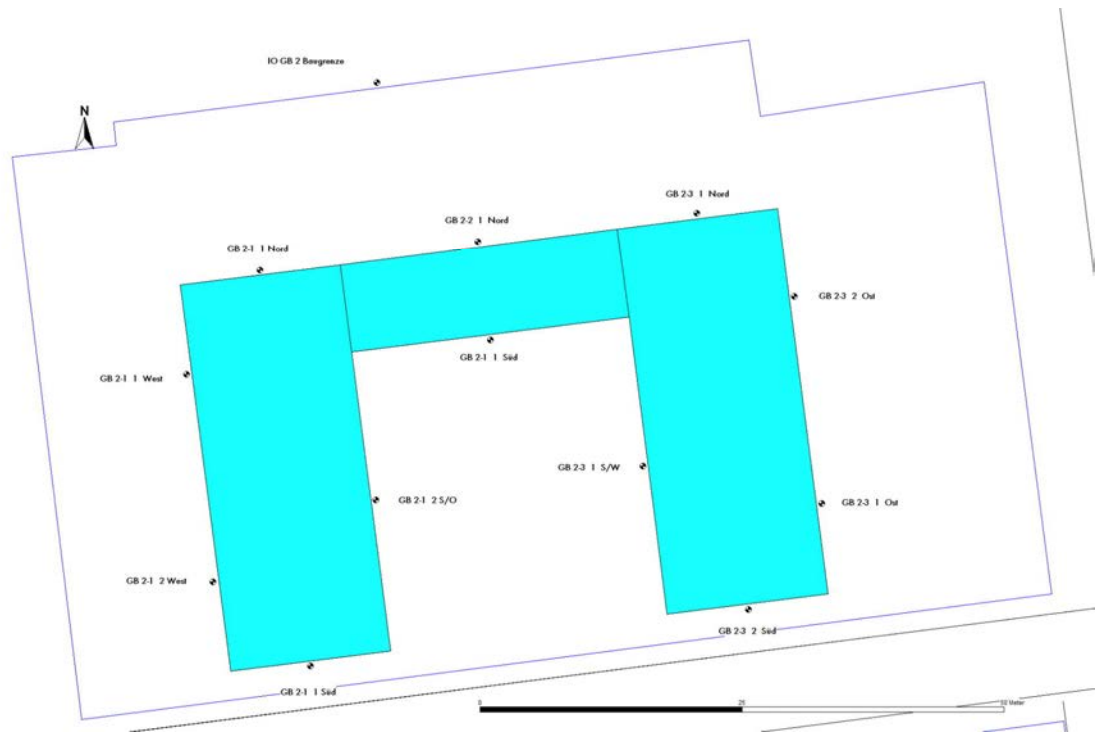 IO GB 2 Baugrenze
N
GB 2-3 1 Nord
GB 2-2 1 Nord
GB 2-1 1 Nord
GB 2-3 2 Ost
GB 2-1 1 Süd
GB 2-1 1 West
GB 2-3 1 S/W
GB 2-1 2 S/O
GB 2-3 1 Ost
GB 2-1 2 West
GB 2-3 2 Süd
GB 2-1 1 Süd
0 25 50 Meter